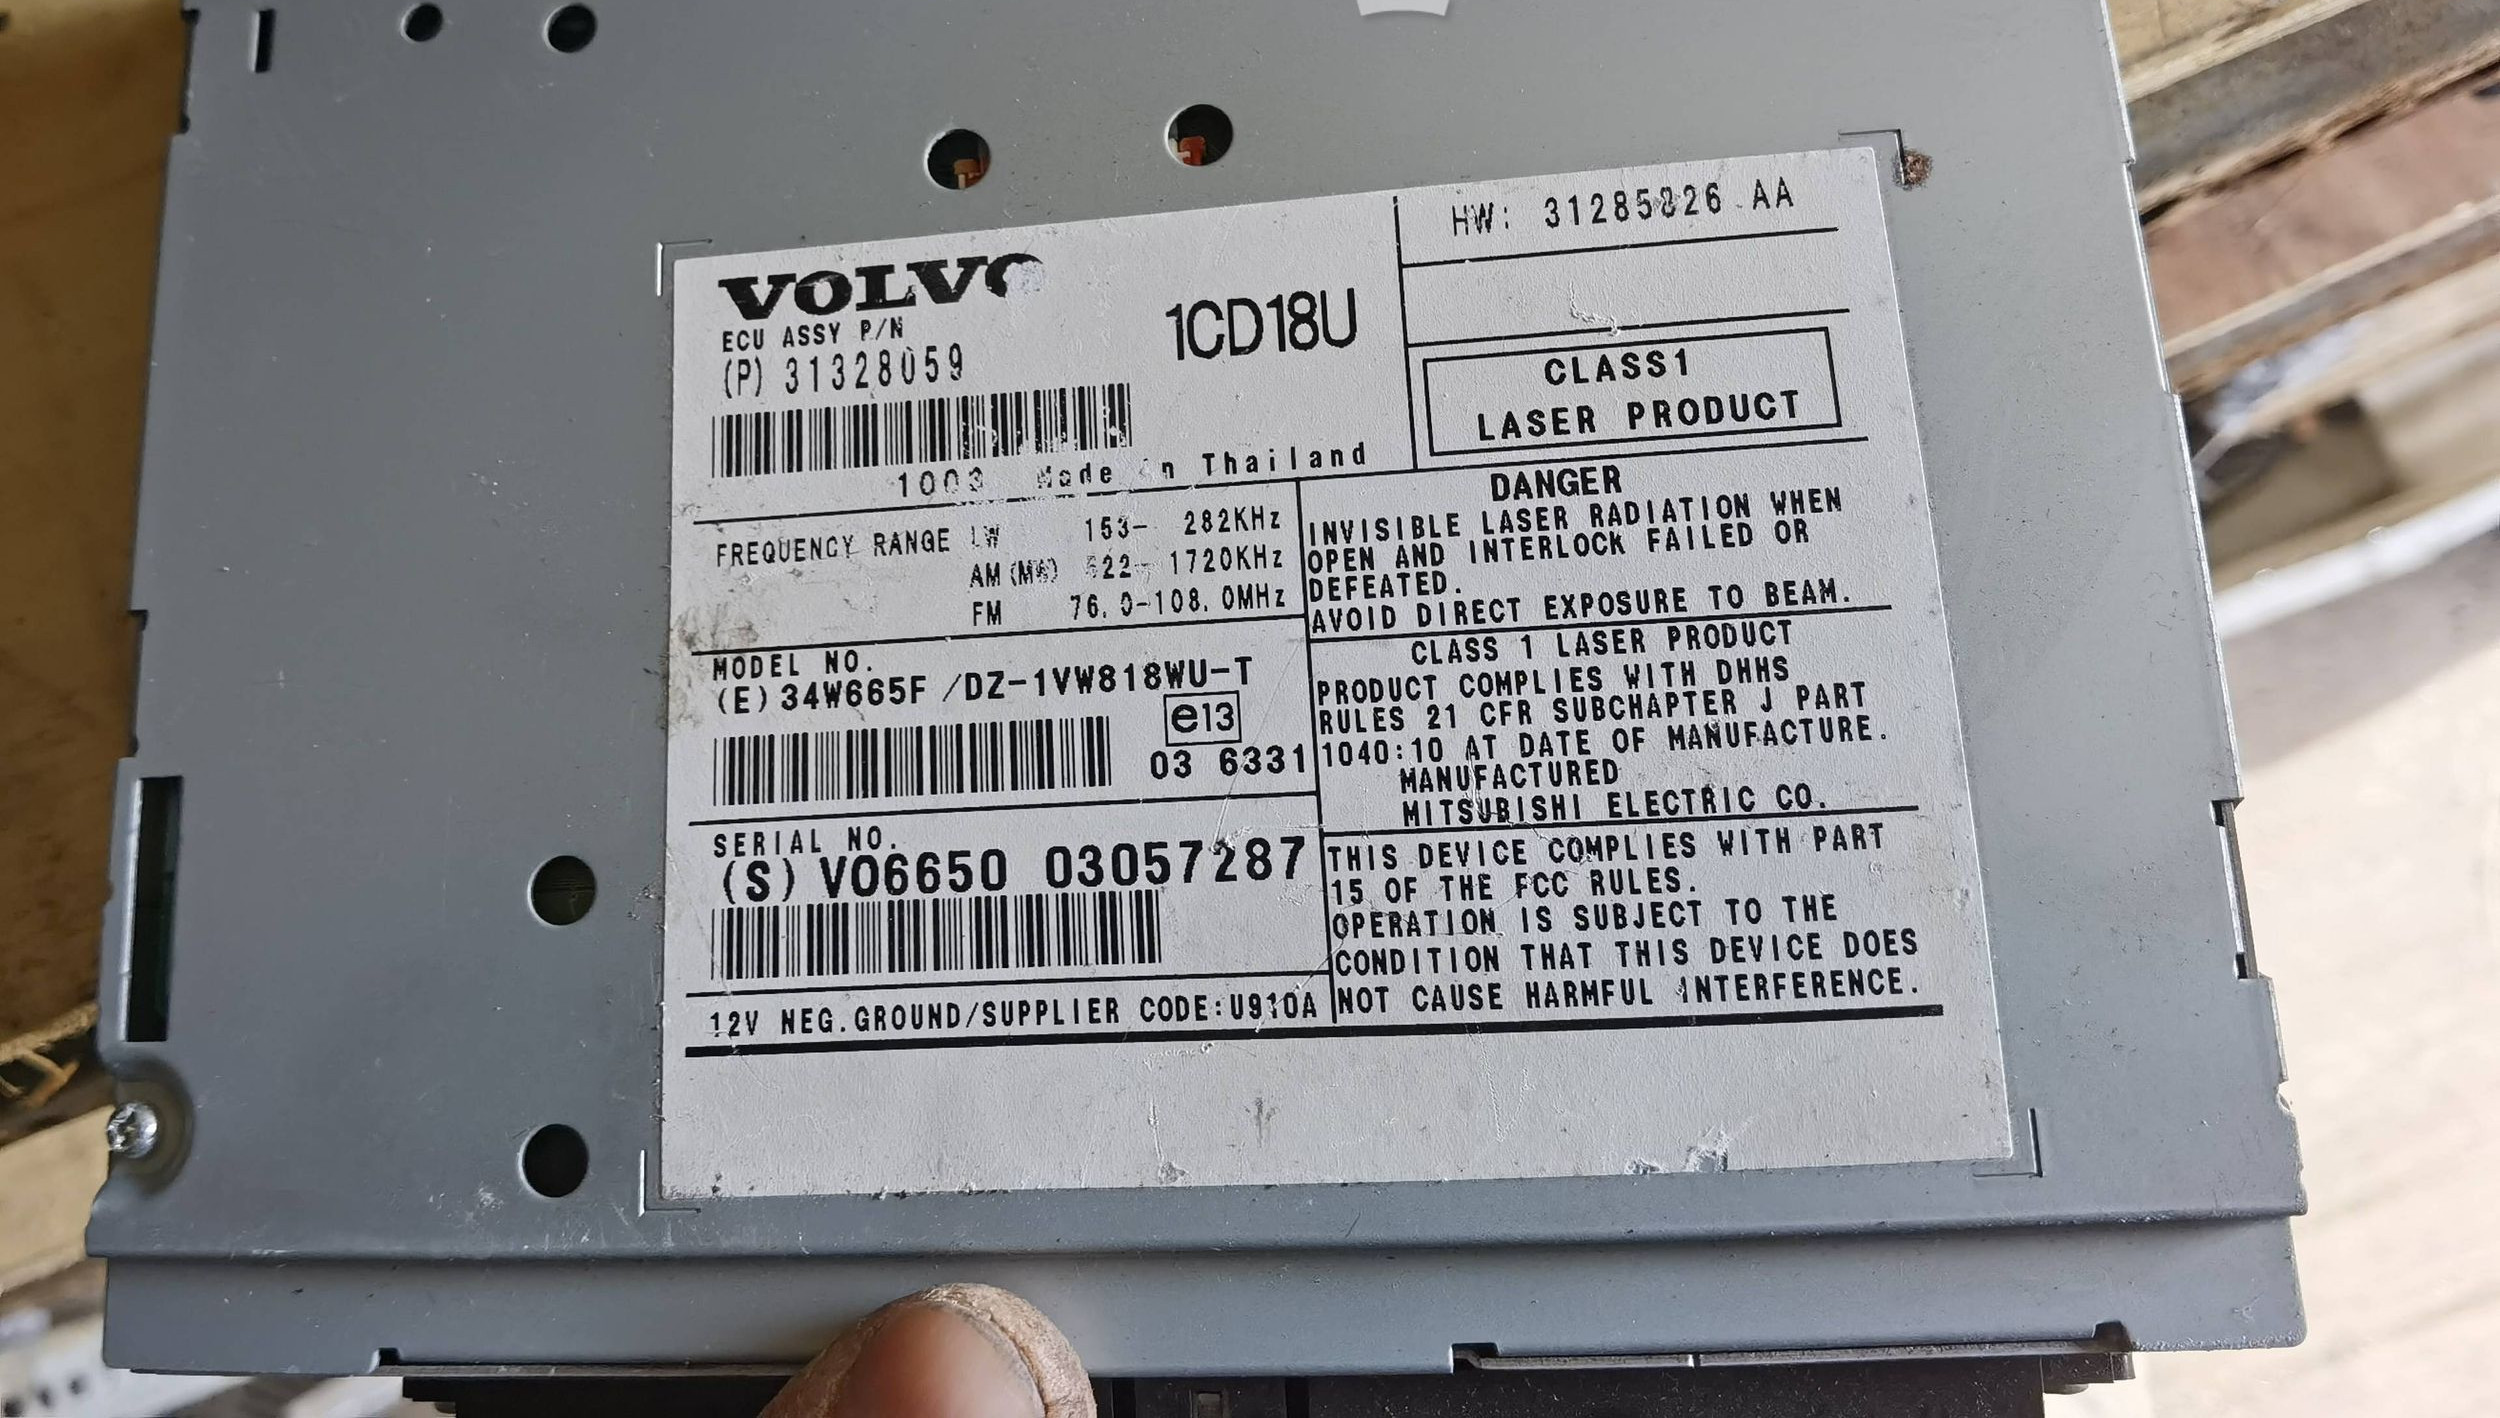 VOLVO
ECU ASSY P/N
(P) 31328059
1CD18U
1003 Made in Thailand
HW: 31285826 AA
CLASS1
LASER PRODUCT
FREQUENCY RANGE LW 153- 282KHz
AM (MW) 522- 1720KHz
FM 76.0-108.0MHz
DANGER
INVISIBLE LASER RADIATION WHEN
OPEN AND INTERLOCK FAILED OR
DEFEATED.
AVOID DIRECT EXPOSURE TO BEAM.
MODEL NO.
(E) 34W665F /DZ-1VW818WU-T
e13
03 6331
CLASS 1 LASER PRODUCT
PRODUCT COMPLIES WITH DHHS
RULES 21 CFR SUBCHAPTER J PART
1040:10 AT DATE OF MANUFACTURE.
MANUFACTURED
MITSUBISHI ELECTRIC CO.
SERIAL NO.
(S) VO6650 03057287
THIS DEVICE COMPLIES WITH PART
15 OF THE FCC RULES.
OPERATION IS SUBJECT TO THE
CONDITION THAT THIS DEVICE DOES
NOT CAUSE HARMFUL INTERFERENCE.
12V NEG.GROUND/SUPPLIER CODE:U910A